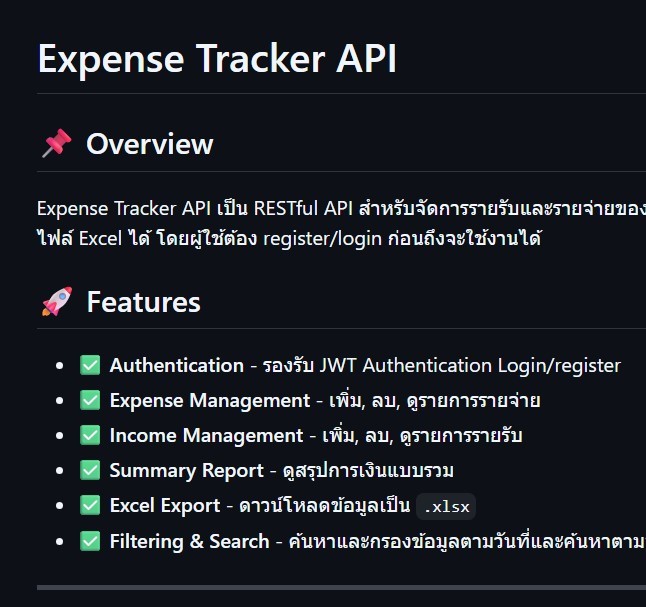 Expense Tracker API
📌 Overview
Expense Tracker API เป็น RESTful API สำหรับจัดการรายรับและรายจ่ายของ
ไฟล์ Excel ได้ โดยผู้ใช้ต้อง register/login ก่อนถึงจะใช้งานได้
🚀 Features
• ✅ Authentication - รองรับ JWT Authentication Login/register
• ✅ Expense Management - เพิ่ม, ลบ, ดูรายการรายจ่าย
• ✅ Income Management - เพิ่ม, ลบ, ดูรายการรายรับ
• ✅ Summary Report - ดูสรุปการเงินแบบรวม
• ✅ Excel Export - ดาวน์โหลดข้อมูลเป็น .xlsx
• ✅ Filtering & Search - ค้นหาและกรองข้อมูลตามวันที่และค้นหาตาม